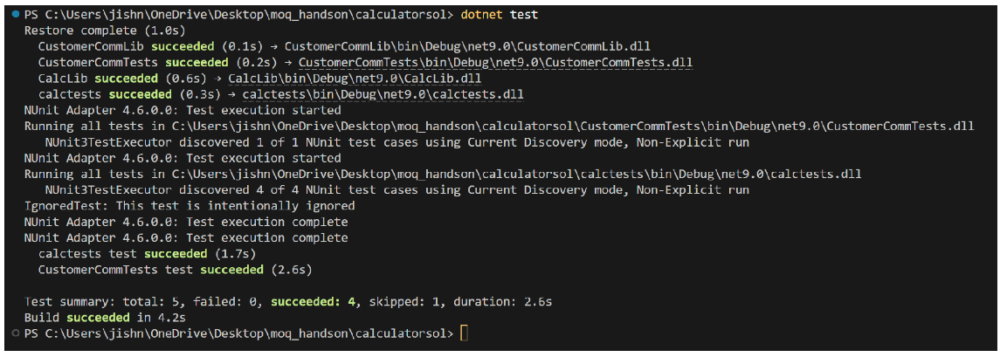 PS C:\Users\jishn\OneDrive\Desktop\moq_handson\calculatorsol> dotnet test
Restore complete (1.0s)
CustomerCommLib succeeded (0.1s) → CustomerCommLib\bin\Debug\net9.0\CustomerCommLib.dll
CustomerCommTests succeeded (0.2s) → CustomerCommTests\bin\Debug\net9.0\CustomerCommTests.dll
CalcLib succeeded (0.6s) → CalcLib\bin\Debug\net9.0\CalcLib.dll
calctests succeeded (0.3s) → calctests\bin\Debug\net9.0\calctests.dll
NUnit Adapter 4.6.0.0: Test execution started
Running all tests in C:\Users\jishn\OneDrive\Desktop\moq_handson\calculatorsol\CustomerCommTests\bin\Debug\net9.0\CustomerCommTests.dll
NUnit3TestExecutor discovered 1 of 1 NUnit test cases using Current Discovery mode, Non-Explicit run
NUnit Adapter 4.6.0.0: Test execution started
Running all tests in C:\Users\jishn\OneDrive\Desktop\moq_handson\calculatorsol\calctests\bin\Debug\net9.0\calctests.dll
NUnit3TestExecutor discovered 4 of 4 NUnit test cases using Current Discovery mode, Non-Explicit run
IgnoredTest: This test is intentionally ignored
NUnit Adapter 4.6.0.0: Test execution complete
NUnit Adapter 4.6.0.0: Test execution complete
calctests test succeeded (1.7s)
CustomerCommTests test succeeded (2.6s)
Test summary: total: 5, failed: 0, succeeded: 4, skipped: 1, duration: 2.6s
Build succeeded in 4.2s
PS C:\Users\jishn\OneDrive\Desktop\moq_handson\calculatorsol>